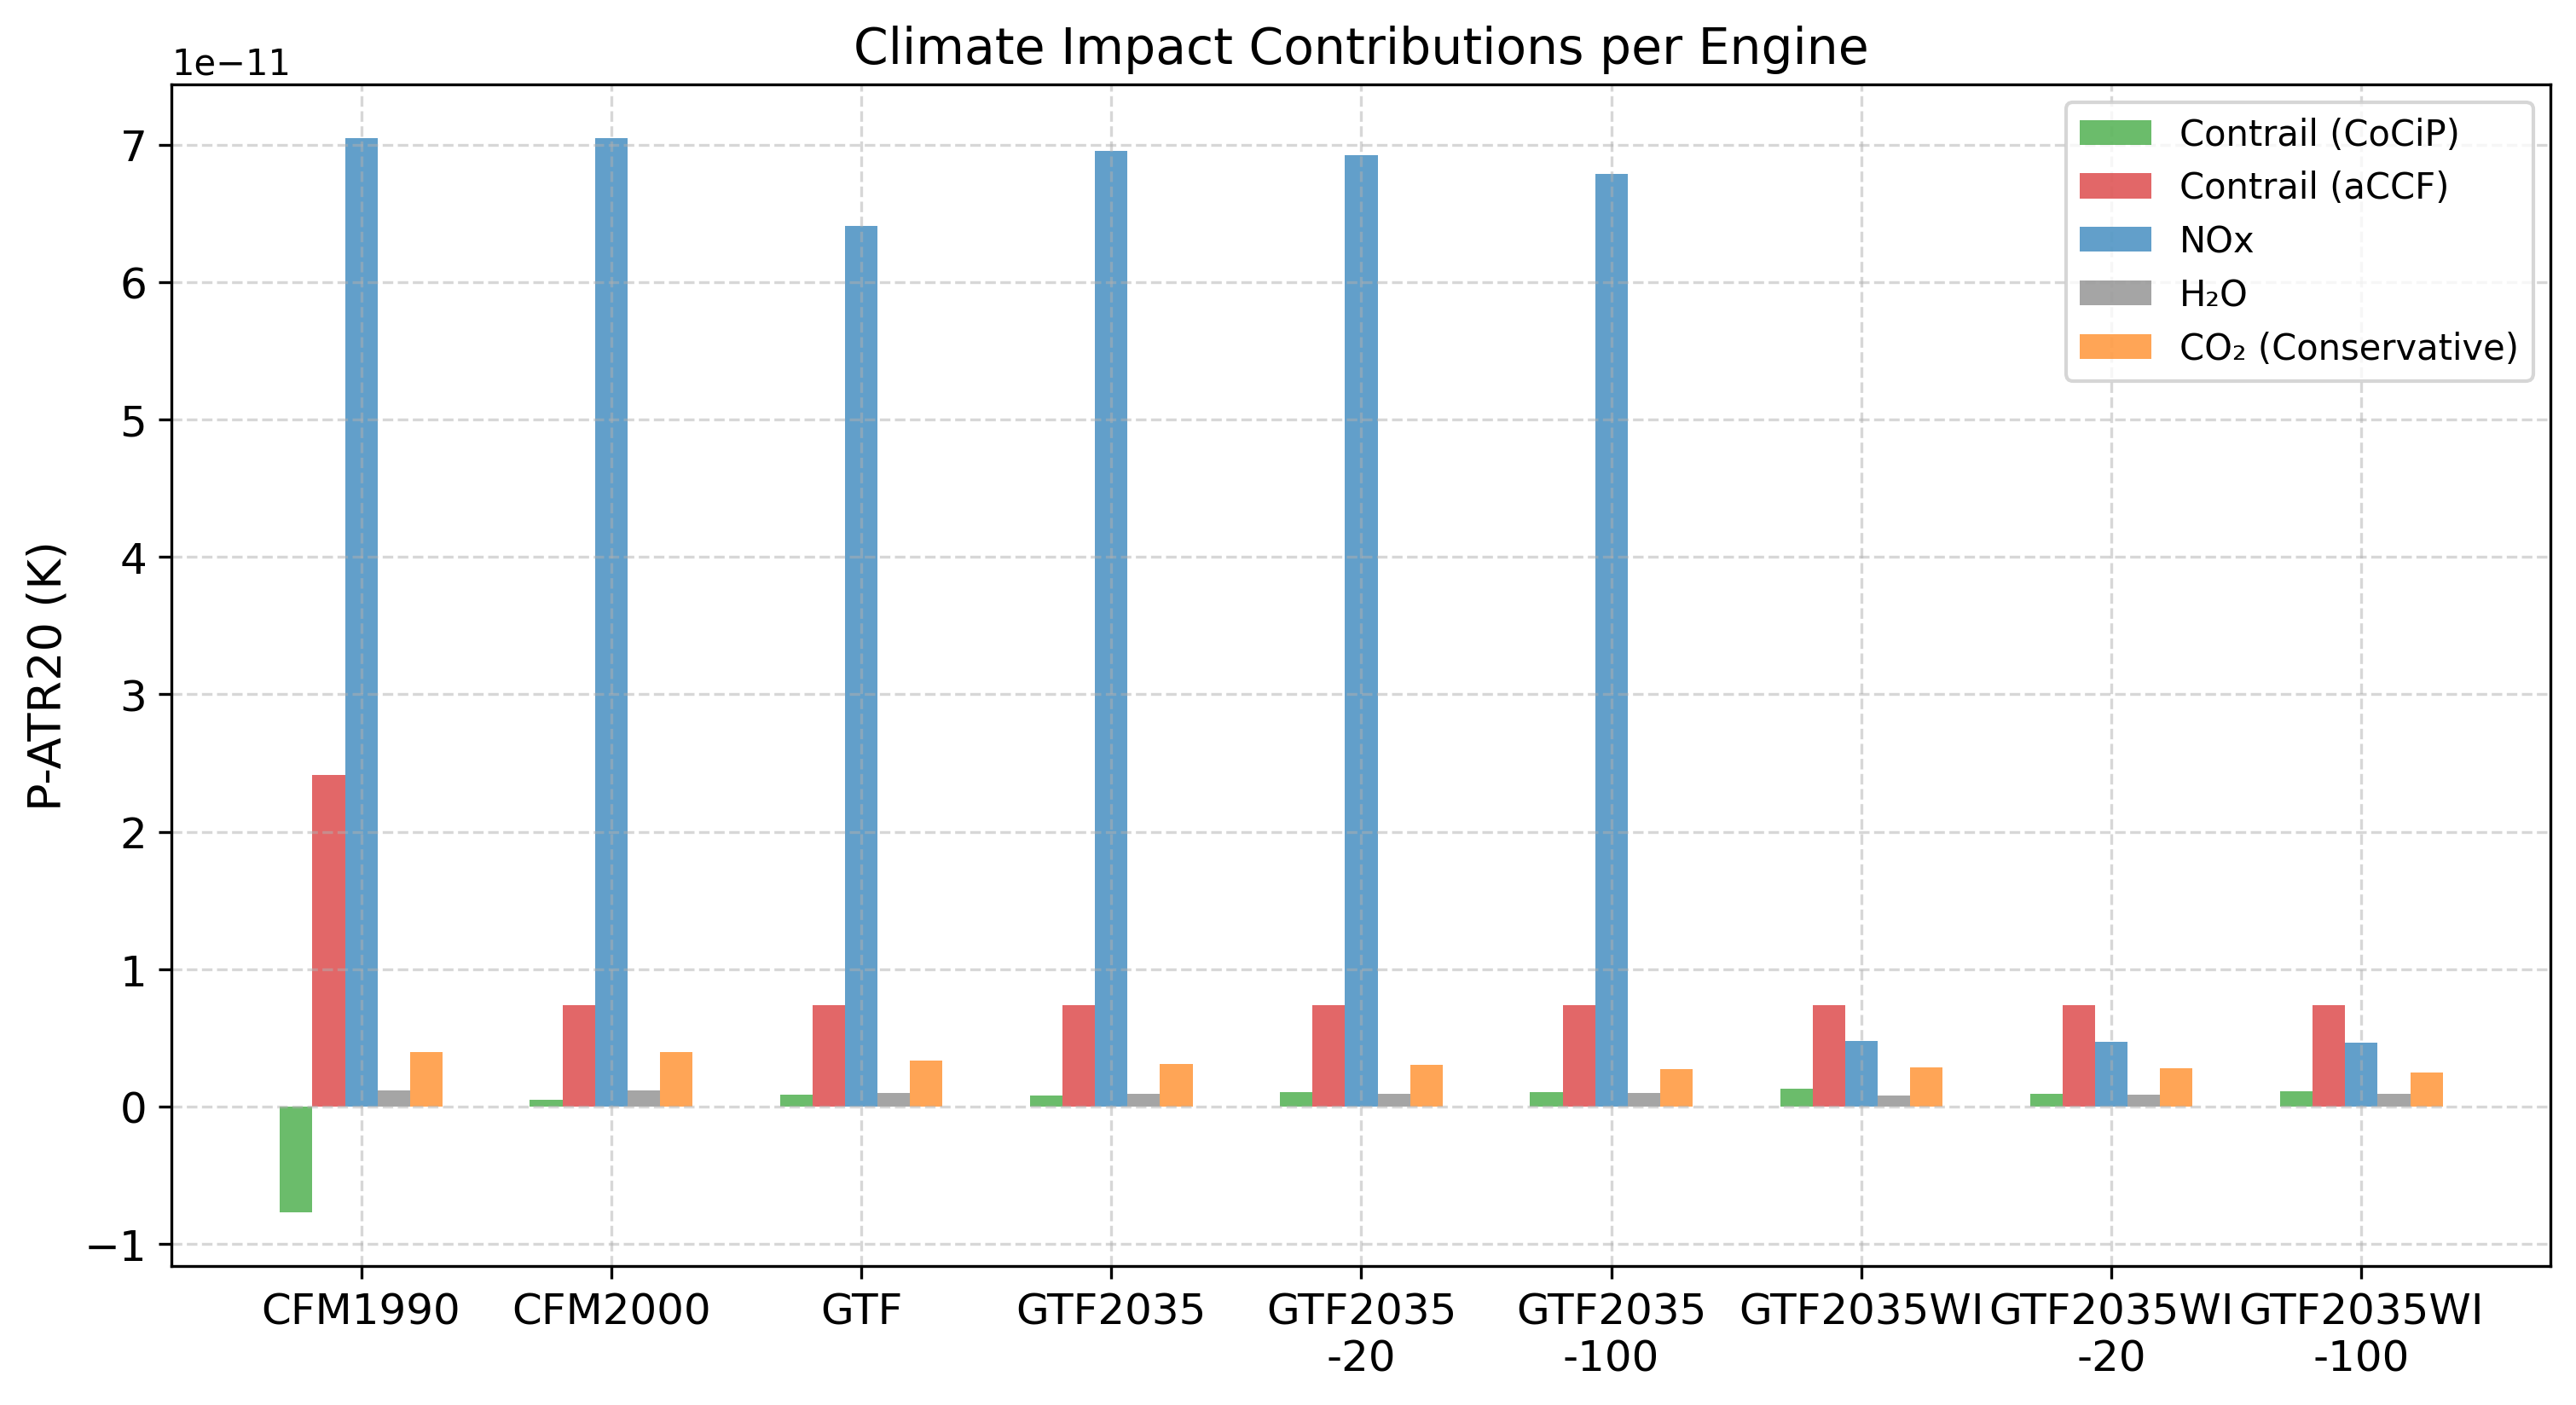 Climate Impact Contributions per Engine
1e−11
P-ATR20 (K)
7
6
5
4
3
2
1
0
−1
Contrail (CoCiP)
Contrail (aCCF)
NOx
H₂O
CO₂ (Conservative)
CFM1990
CFM2000
GTF
GTF2035
GTF2035
-20
GTF2035
-100
GTF2035WI
GTF2035WI
-20
GTF2035WI
-100